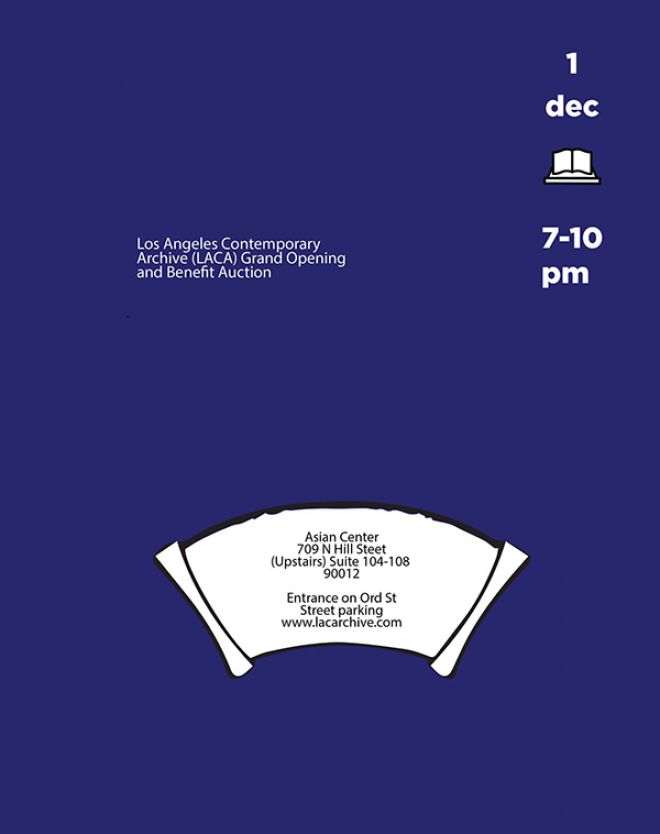 1
dec
7-10
pm
Los Angeles Contemporary
Archive (LACA) Grand Opening
and Benefit Auction
Asian Center
709 N Hill Steet
(Upstairs) Suite 104-108
90012
Entrance on Ord St
Street parking
www.lacarchive.com